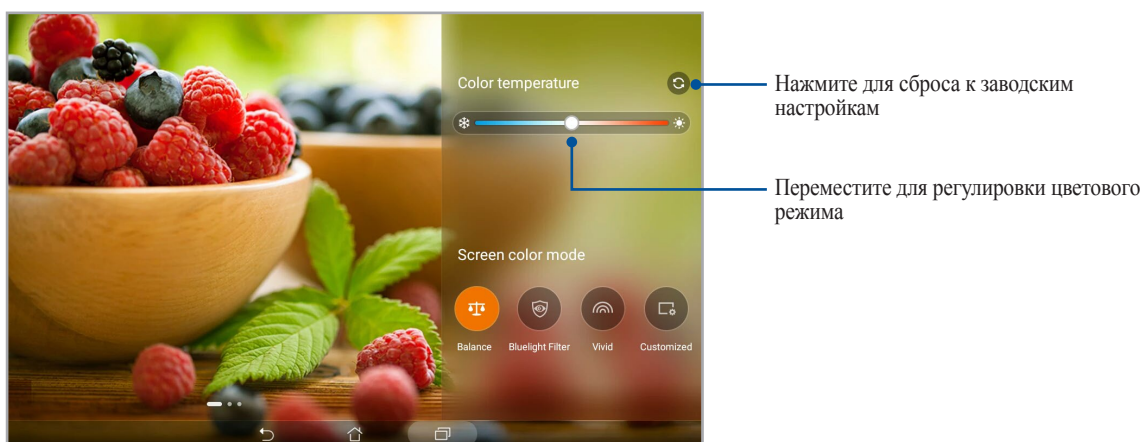 Color temperature
Нажмите для сброса к заводским
настройкам
Переместите для регулировки цветового
режима
Screen color mode
Balance
Bluelight Filter
Vivid
Customized